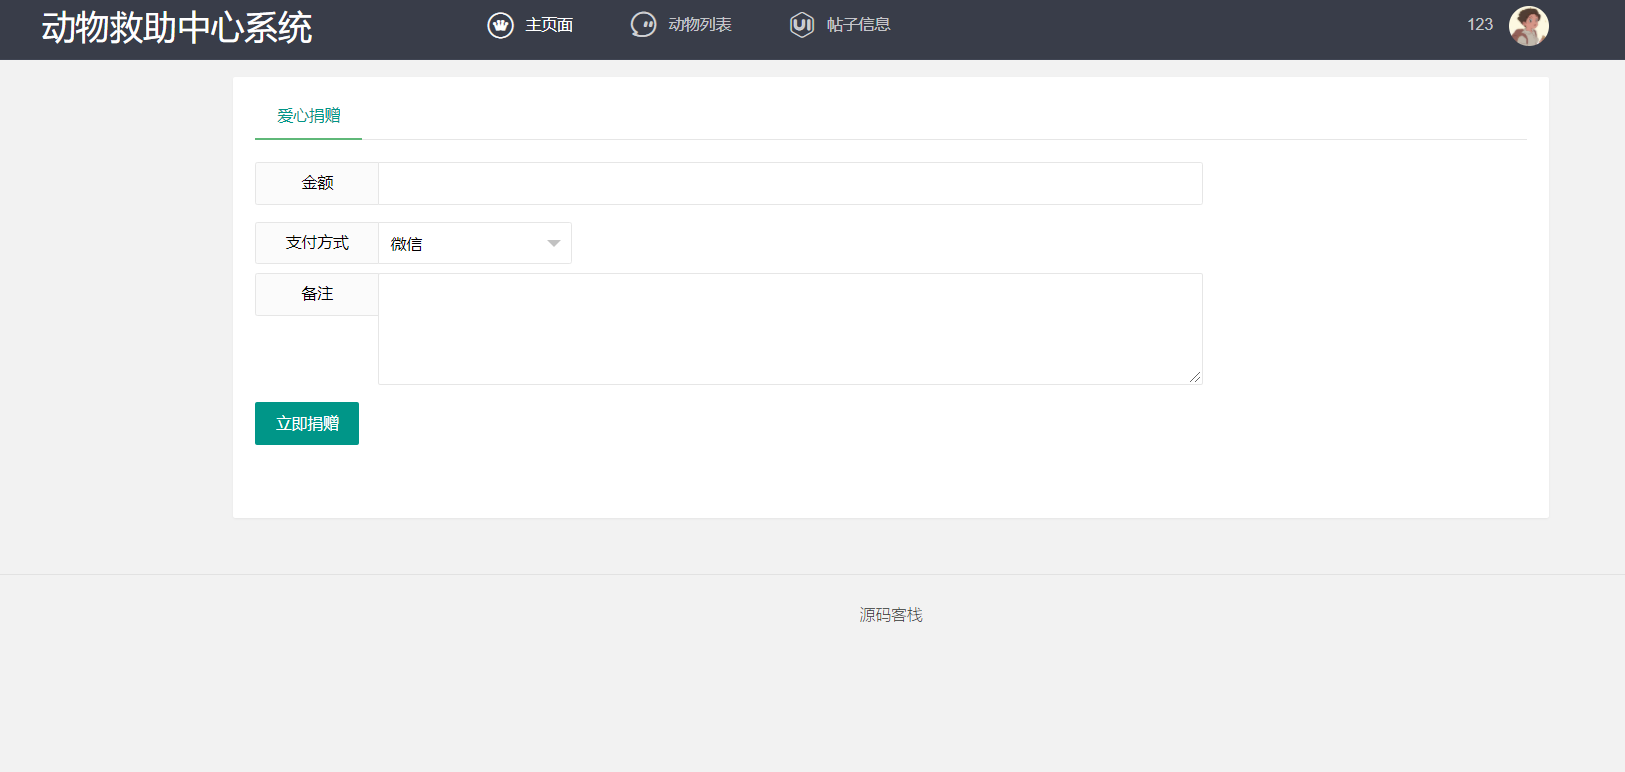 动物救助中心系统
主页面
动物列表
帖子信息
123
爱心捐赠
金额
支付方式
微信
备注
立即捐赠
源码客栈